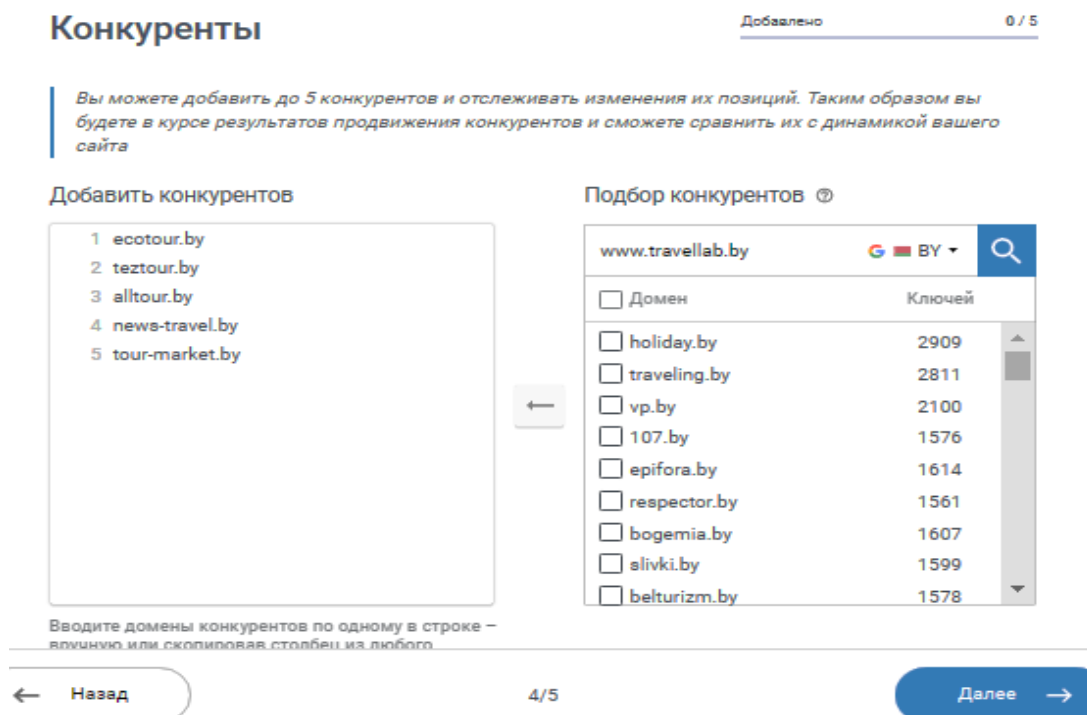 Конкуренты
Добавлено 0 / 5
Вы можете добавить до 5 конкурентов и отслеживать изменения их позиций. Таким образом вы
будете в курсе результатов продвижения конкурентов и сможете сравнить их с динамикой вашего
сайта
Добавить конкурентов
1 ecotour.by
2 teztour.by
3 alltour.by
4 news-travel.by
5 tour-market.by
Вводите домены конкурентов по одному в строке –
вручную или скопировав столбец из любого
Подбор конкурентов ?
www.travellab.by G BY
Домен Ключей
holiday.by 2909
traveling.by 2811
vp.by 2100
107.by 1576
epifora.by 1614
respector.by 1561
bogemia.by 1607
slivki.by 1599
belturizm.by 1578
← Назад
4/5
Далее →